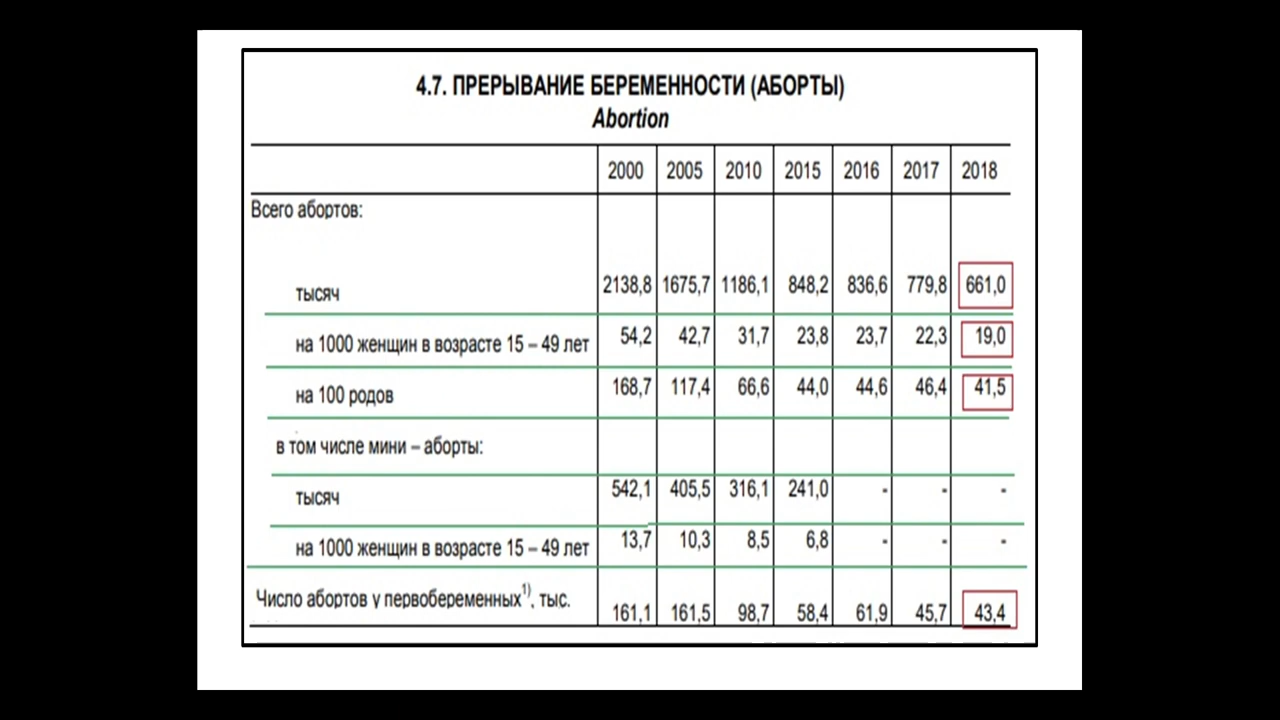 4.7. ПРЕРЫВАНИЕ БЕРЕМЕННОСТИ (АБОРТЫ)
Abortion
2000 2005 2010 2015 2016 2017 2018
Всего абортов:
тысяч 2138,8 1675,7 1186,1 848,2 836,6 779,8 661,0
на 1000 женщин в возрасте 15 – 49 лет 54,2 42,7 31,7 23,8 23,7 22,3 19,0
на 100 родов 168,7 117,4 66,6 44,0 44,6 46,4 41,5
в том числе мини – аборты:
тысяч 542,1 405,5 316,1 241,0 - - -
на 1000 женщин в возрасте 15 – 49 лет 13,7 10,3 8,5 6,8 - - -
Число абортов у первобеременных1), тыс. 161,1 161,5 98,7 58,4 61,9 45,7 43,4